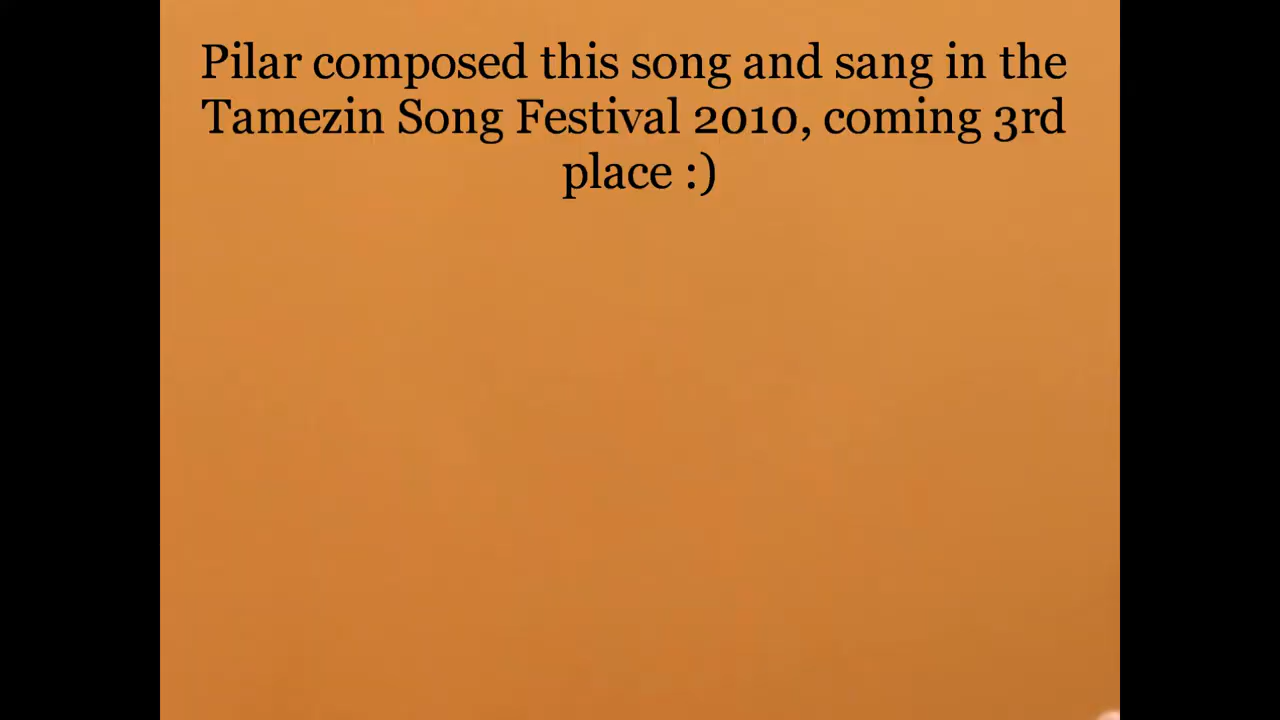 Pilar composed this song and sang in the
Tamezin Song Festival 2010, coming 3rd
place :)